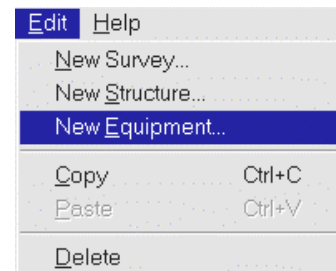 Edit Help
New Survey...
New Structure...
New Equipment...
Copy Ctrl+C
Paste Ctrl+V
Delete